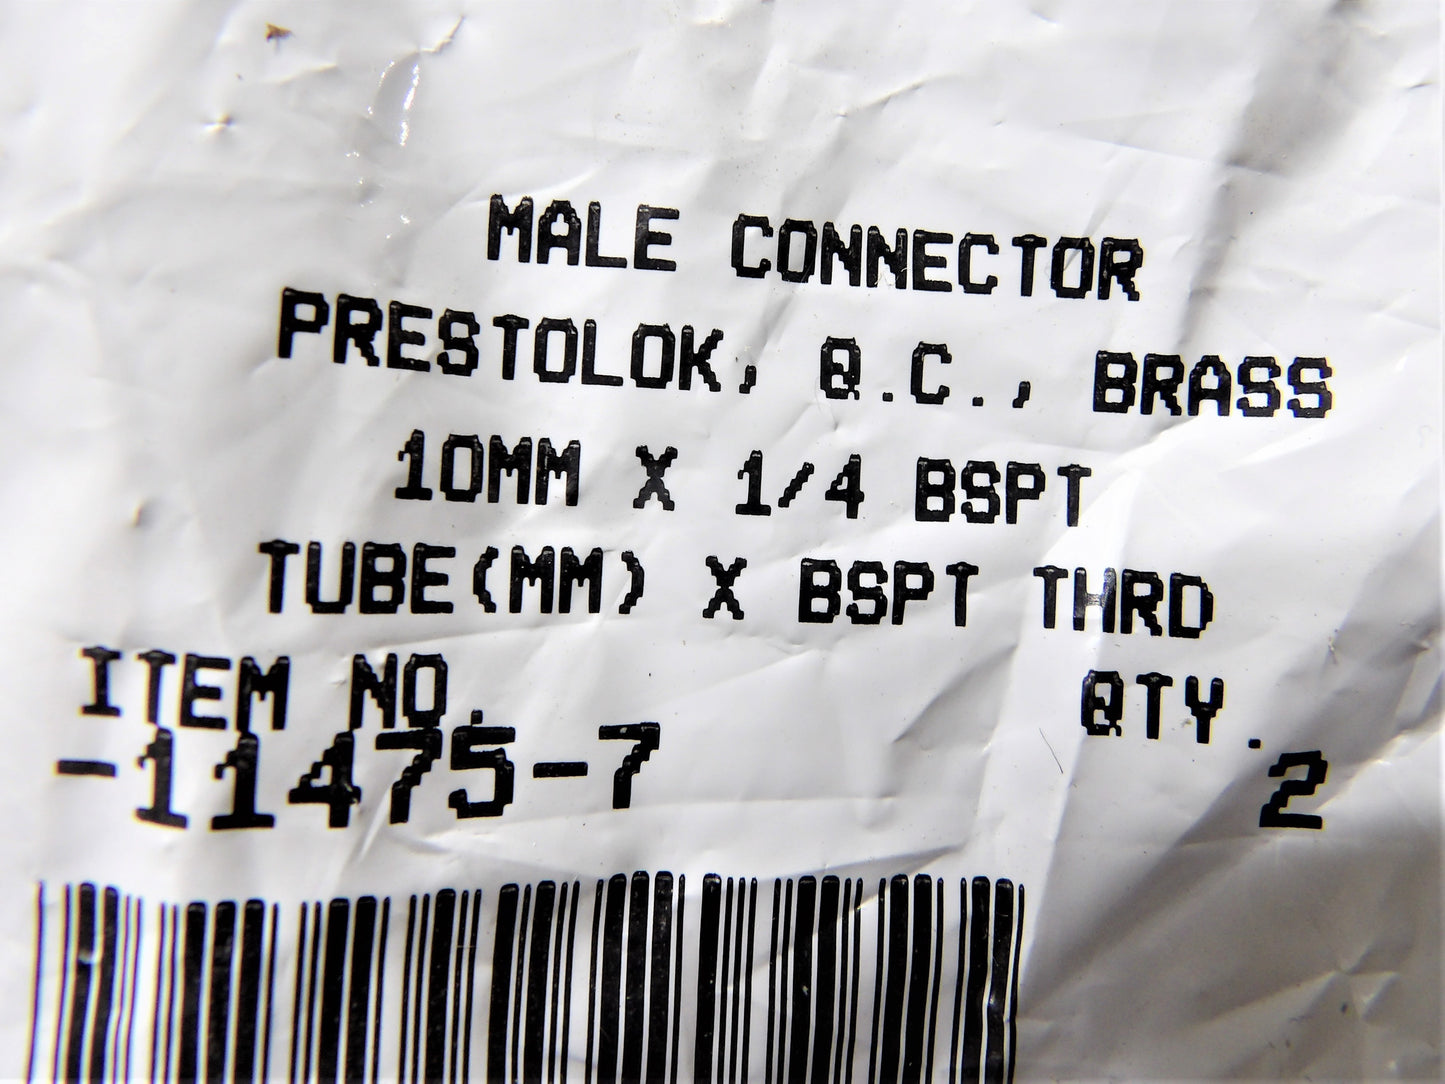 MALE CONNECTOR
PRESTOLOK, Q.C., BRASS
10MM X 1/4 BSPT
TUBE(MM) X BSPT THRD
ITEM NO. QTY.
-11475-7 2